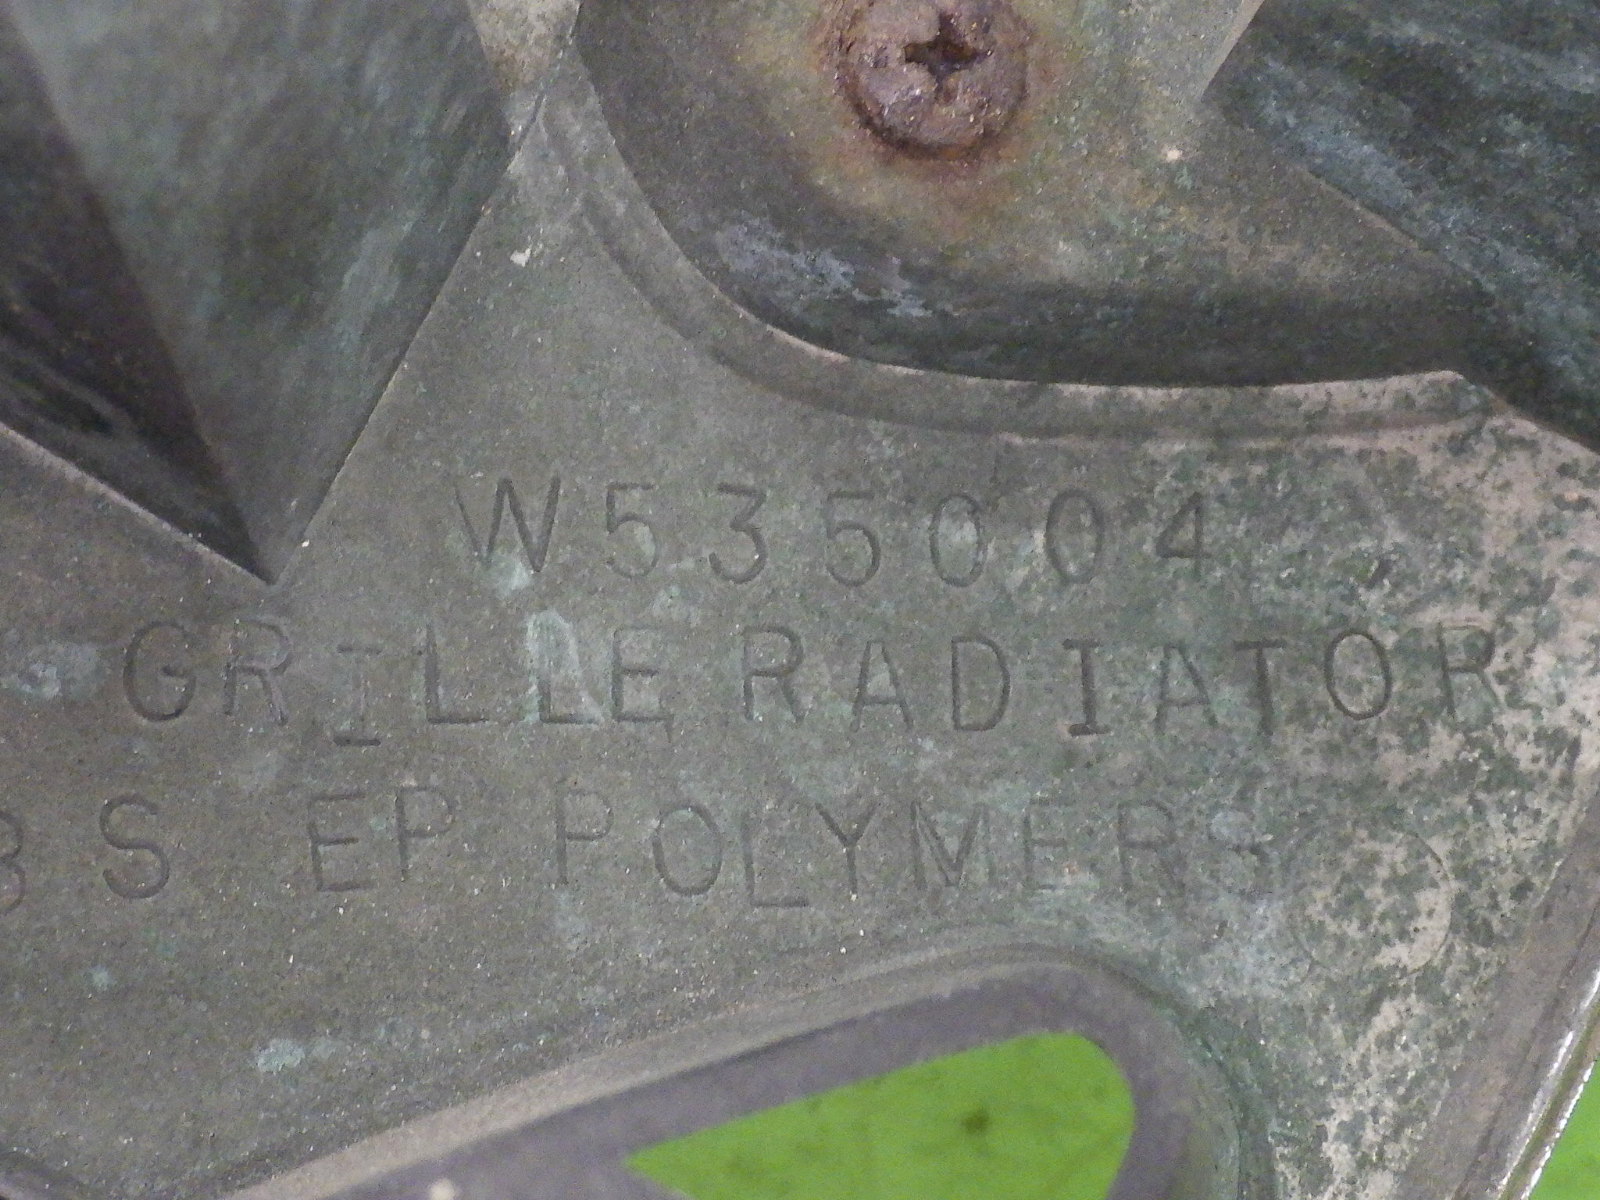 W535004
GRILLE RADIATOR
BS EP POLYMERS